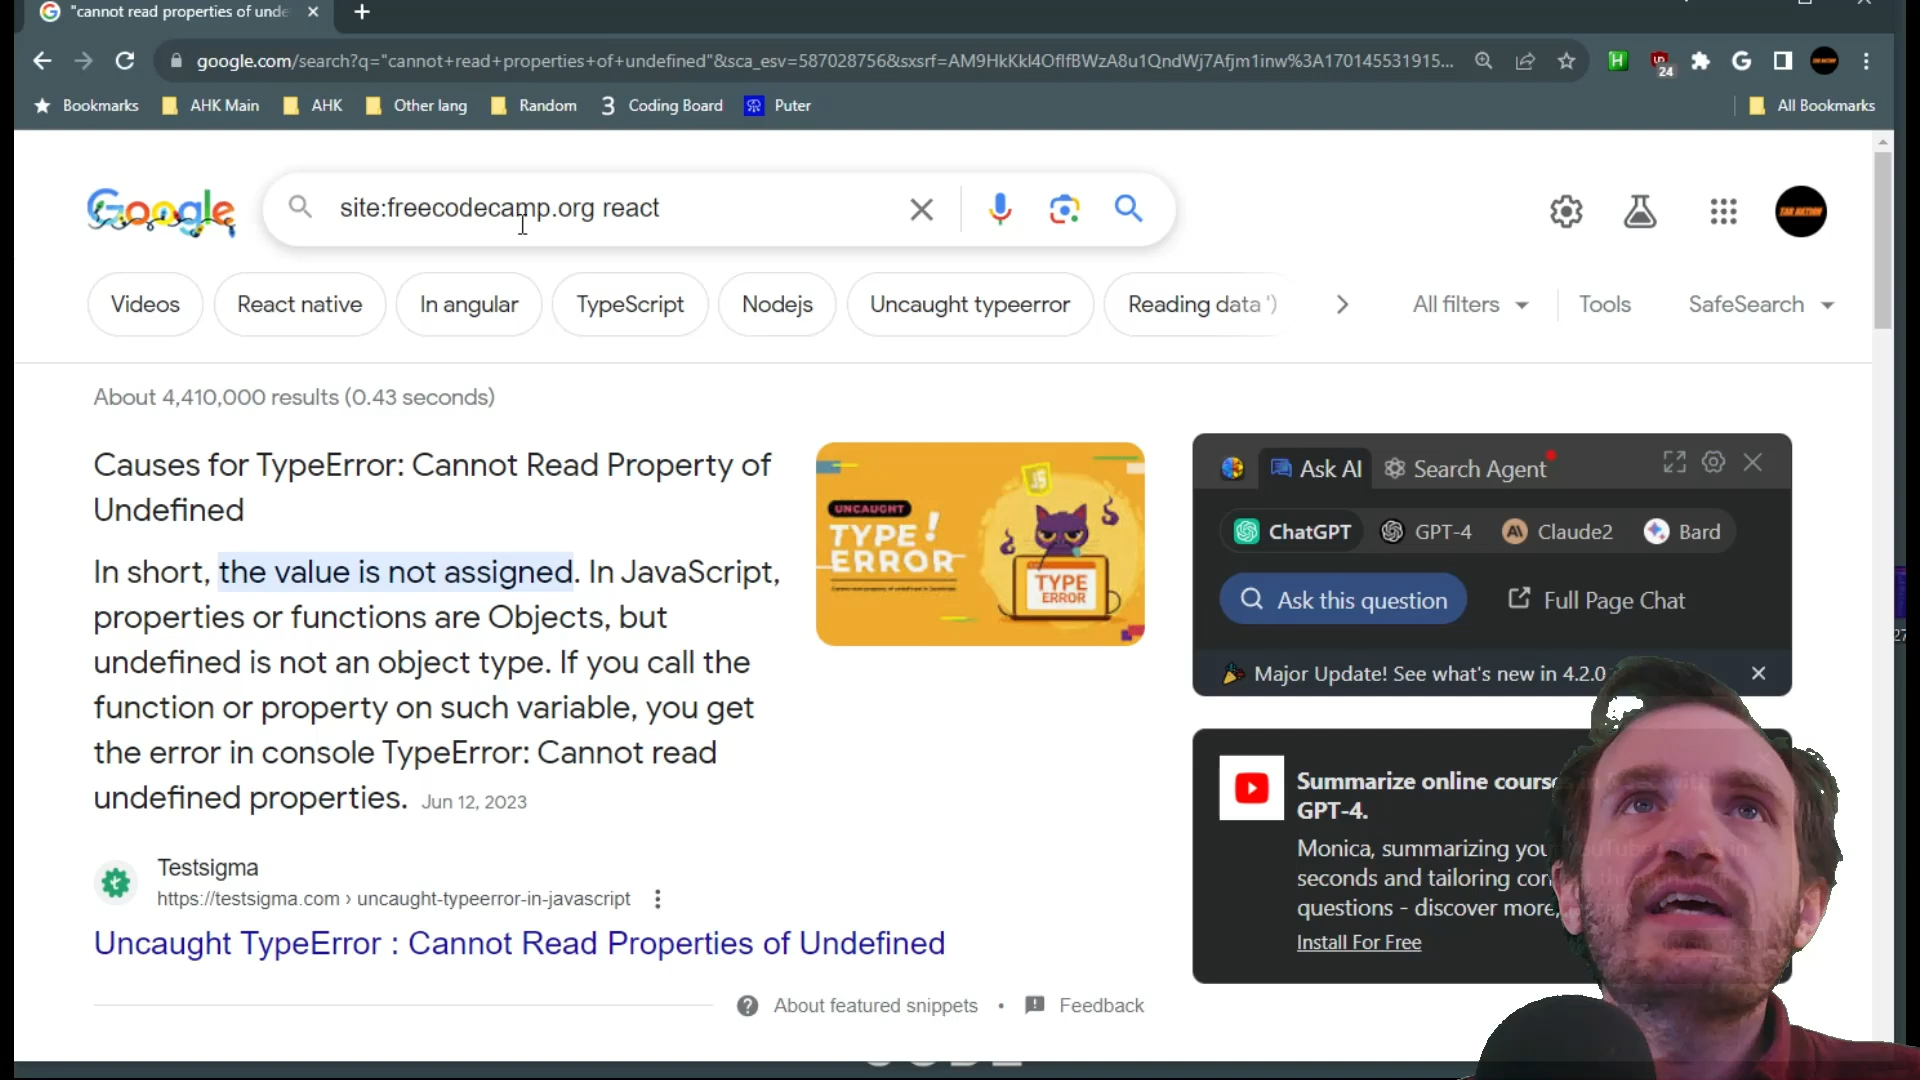 "cannot read properties of unde
google.com/search?q="cannot+read+properties+of+undefined"&sca_esv=587028756&sxsrf=AM9HkKkl4OflfBWzA8u1QndWj7Afjm1inw%3A170145531915...
24
Bookmarks AHK Main AHK Other lang Random Coding Board Puter All Bookmarks
Google site:freecodecamp.org react
Videos React native In angular TypeScript Nodejs Uncaught typeerror Reading data ') All filters Tools SafeSearch
About 4,410,000 results (0.43 seconds)
Causes for TypeError: Cannot Read Property of
Undefined
In short, the value is not assigned. In JavaScript,
properties or functions are Objects, but
undefined is not an object type. If you call the
function or property on such variable, you get
the error in console TypeError: Cannot read
undefined properties. Jun 12, 2023
UNCAUGHT
TYPE!
ERROR
JS
TYPE
ERROR
Testsigma
https://testsigma.com › uncaught-typeerror-in-javascript
Uncaught TypeError : Cannot Read Properties of Undefined
About featured snippets • Feedback
Ask AI Search Agent
ChatGPT GPT-4 Claude2 Bard
Ask this question Full Page Chat
Major Update! See what's new in 4.2.0
Summarize online course
GPT-4.
Monica, summarizing you
seconds and tailoring con
questions - discover more,
Install For Free